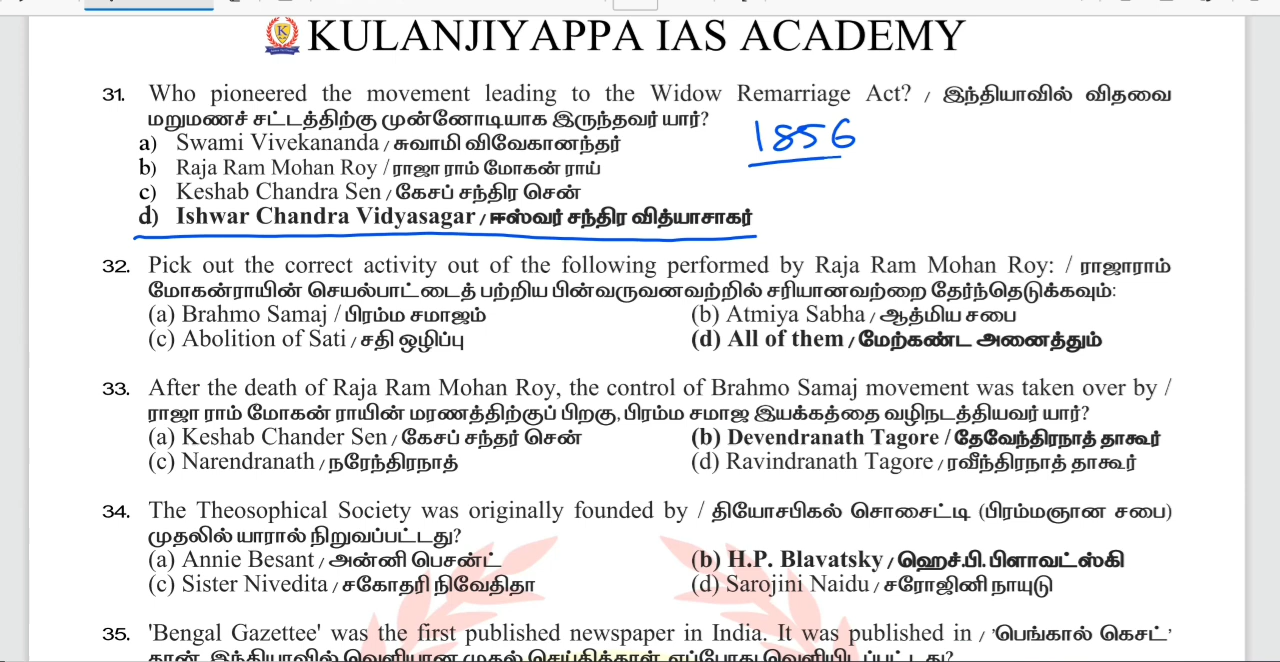 KULANJIYAPPA IAS ACADEMY
31. Who pioneered the movement leading to the Widow Remarriage Act? / இந்தியாவில் விதவை
மறுமணச் சட்டத்திற்கு முன்னோடியாக இருந்தவர் யார்?
1856
a) Swami Vivekananda / சுவாமி விவேகானந்தர்
b) Raja Ram Mohan Roy / ராஜா ராம் மோகன் ராய்
c) Keshab Chandra Sen / கேசப் சந்திர சென்
d) Ishwar Chandra Vidyasagar / ஈஸ்வர் சந்திர வித்யாசாகர்
32. Pick out the correct activity out of the following performed by Raja Ram Mohan Roy: / ராஜாராம்
மோகன்ராயின் செயல்பாட்டைத் பற்றிய பின்வருவனவற்றில் சரியானவற்றை தேர்ந்தெடுக்கவும்:
(a) Brahmo Samaj / பிரம்ம சமாஜம் (b) Atmiya Sabha / ஆத்மிய சபை
(c) Abolition of Sati / சதி ஒழிப்பு (d) All of them / மேற்கண்ட அனைத்தும்
33. After the death of Raja Ram Mohan Roy, the control of Brahmo Samaj movement was taken over by /
ராஜா ராம் மோகன் ராயின் மரணத்திற்குப் பிறகு, பிரம்ம சமாஜ இயக்கத்தை வழிநடத்தியவர் யார்?
(a) Keshab Chander Sen / கேசப் சந்தர் சென் (b) Devendranath Tagore / தேவேந்திரநாத் தாகூர்
(c) Narendranath / நரேந்திரநாத் (d) Ravindranath Tagore / ரவீந்திரநாத் தாகூர்
34. The Theosophical Society was originally founded by / தியோசபிகல் சொசைட்டி (பிரம்மஞான சபை)
முதலில் யாரால் நிறுவப்பட்டது?
(a) Annie Besant / அன்னி பெசன்ட் (b) H.P. Blavatsky / ஹெச்.பி. பிளாவட்ஸ்கி
(c) Sister Nivedita / சகோதரி நிவேதிதா (d) Sarojini Naidu / சரோஜினி நாயுடு
35. 'Bengal Gazettee' was the first published newspaper in India. It was published in / 'பெங்கால் கெசட்'
தான், இந்தியாவில் வெளியான முதல் செய்தித்தாள். எப்போது வெளியிடப்பட்டது?